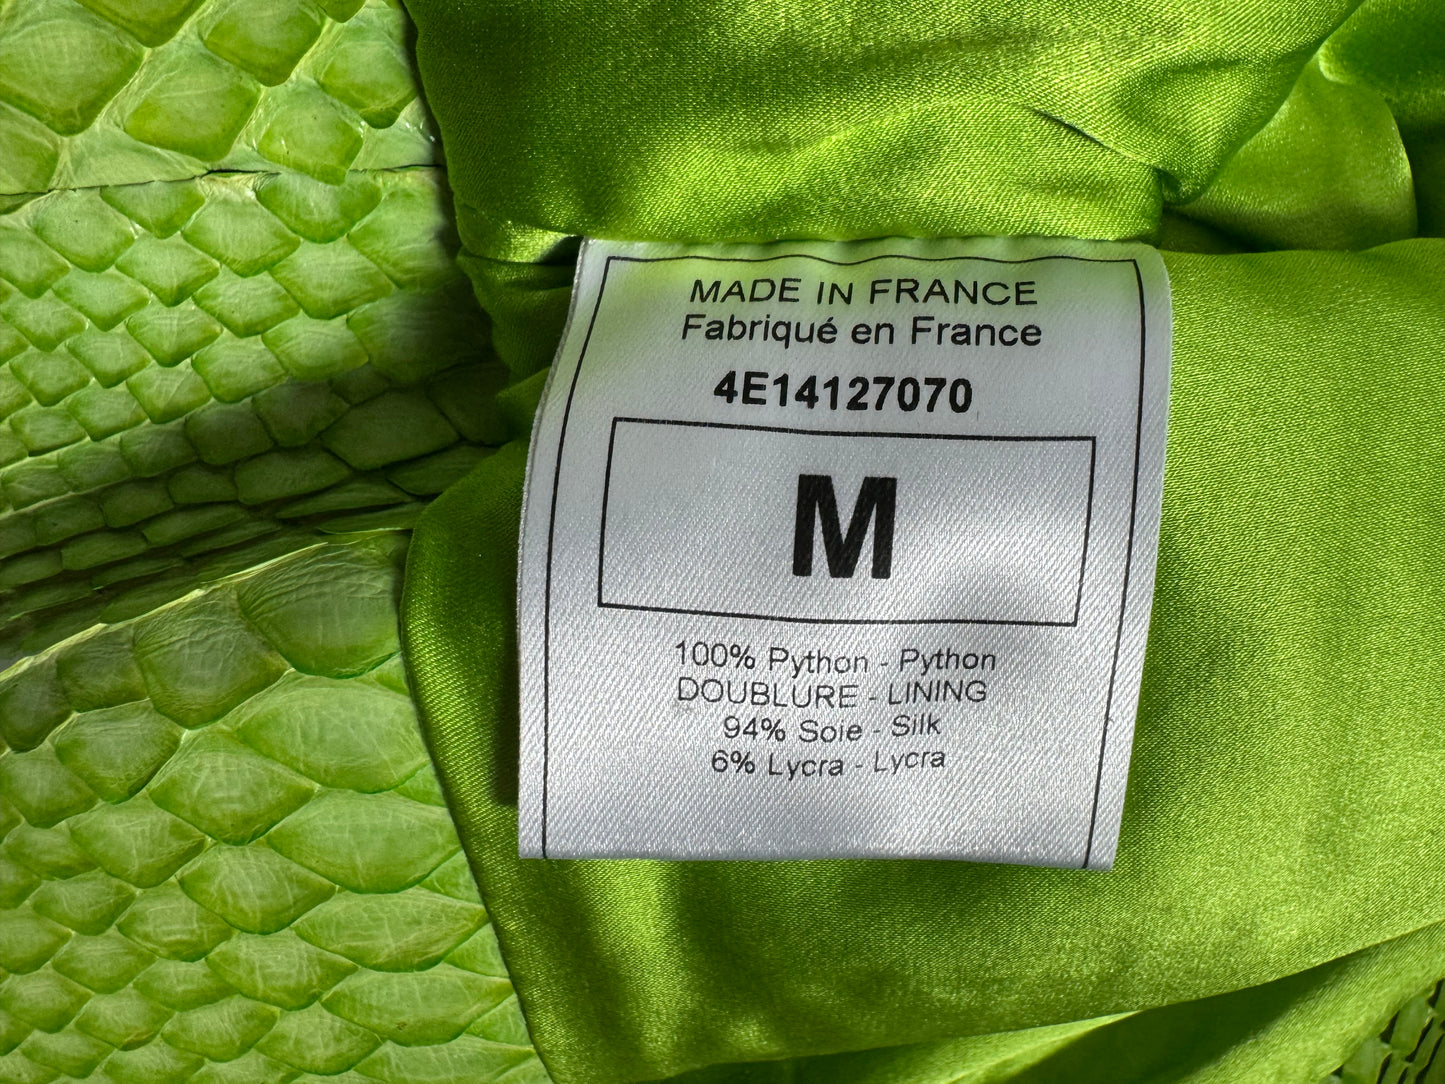 MADE IN FRANCE
Fabriqué en France
4E14127070
M
100% Python - Python
DOUBLURE - LINING
94% Soie - Silk
6% Lycra - Lycra